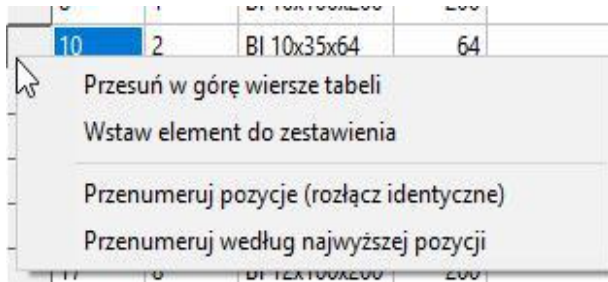 10 2 BI 10x35x64 64
Przesuń w górę wiersze tabeli
Wstaw element do zestawienia
Przenumeruj pozycje (rozłącz identyczne)
Przenumeruj według najwyższej pozycji